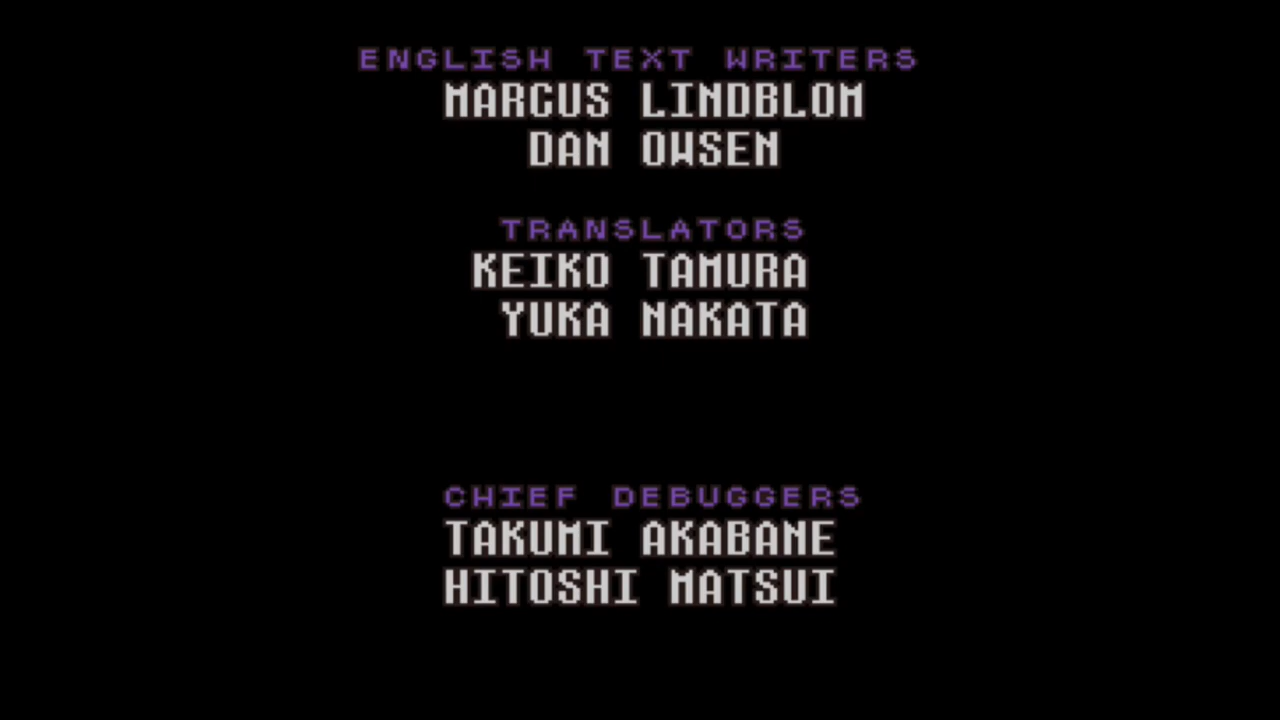 ENGLISH TEXT WRITERS
MARCUS LINDBLOM
DAN OWSEN
TRANSLATORS
KEIKO TAMURA
YUKA NAKATA
CHIEF DEBUGGERS
TAKUMI AKABANE
HITOSHI MATSUI